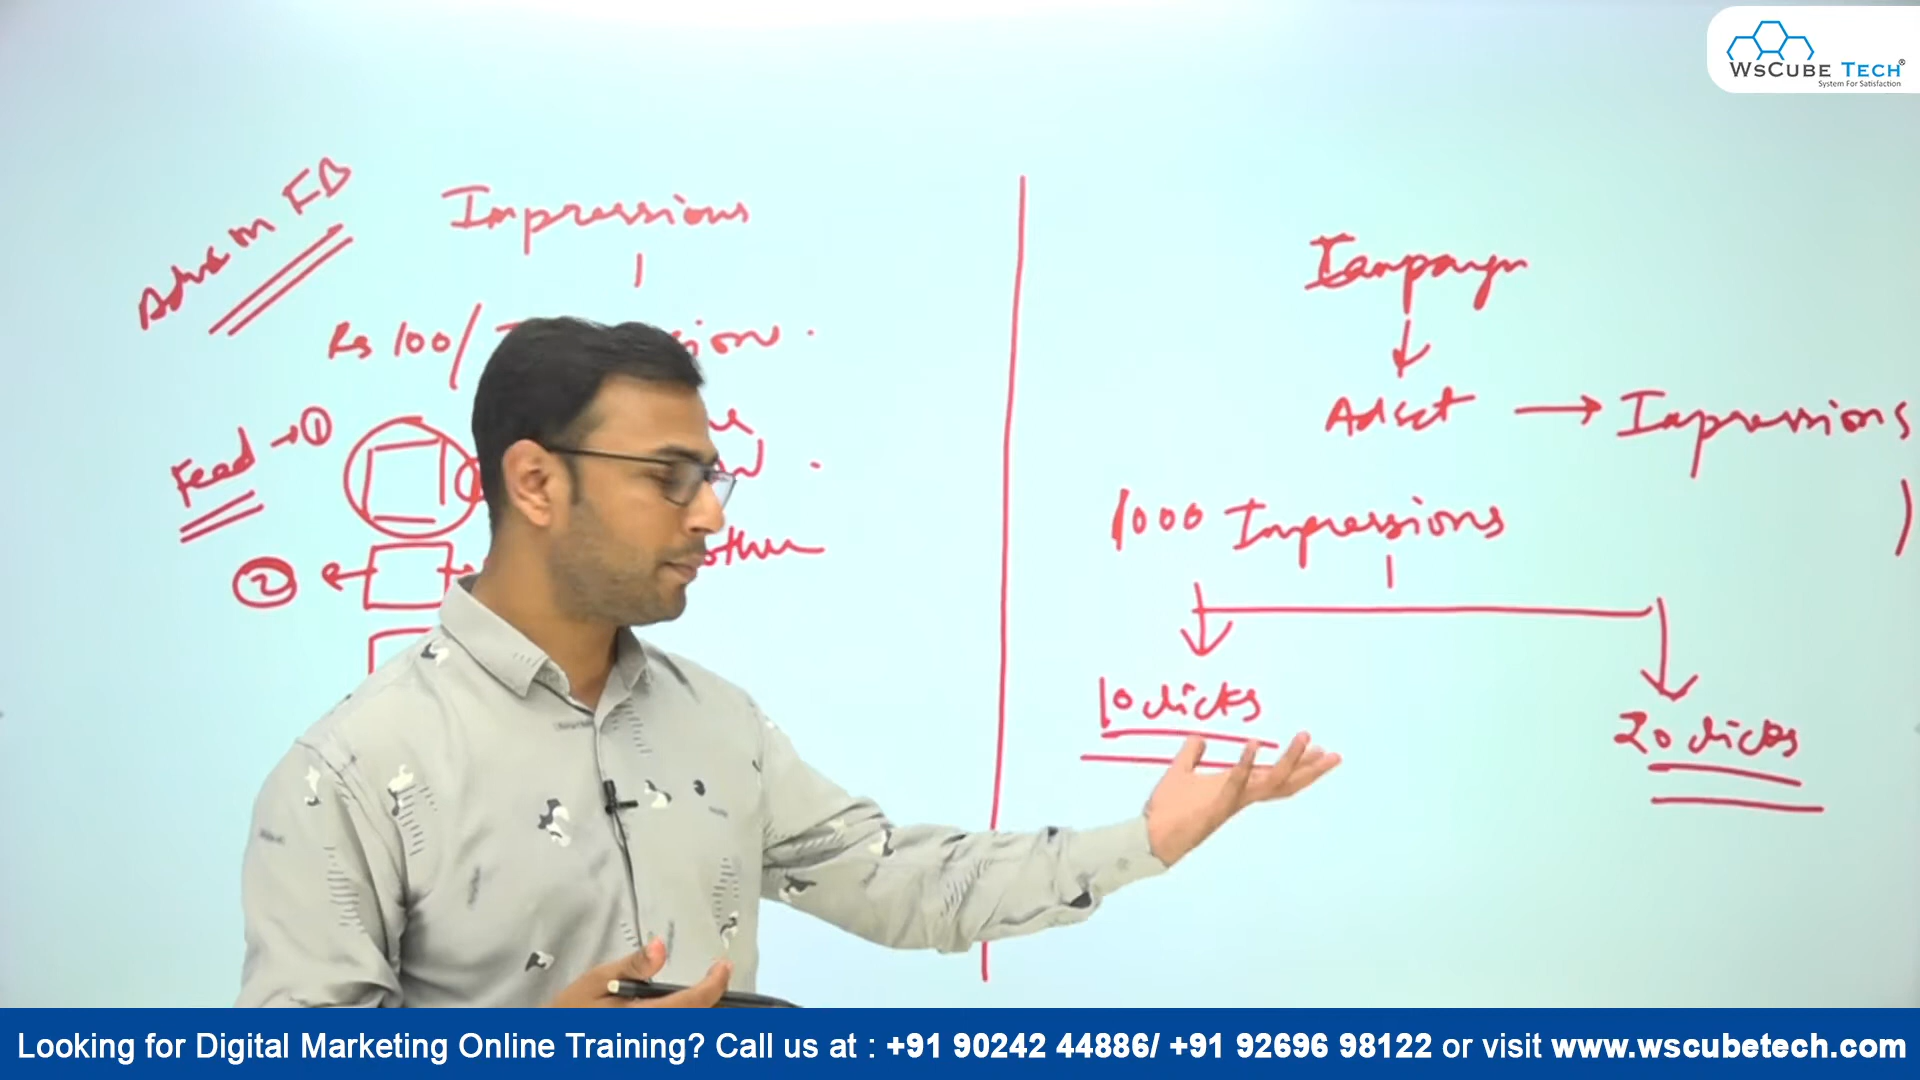 WsCube Tech®
System For Satisfaction
FB
Impressions
Rs 100/
Feed → 1
2
other
Campaign
Adset → Impressions
1000 Impressions
10 clicks
20 clicks
Looking for Digital Marketing Online Training? Call us at : +91 90242 44886/ +91 92696 98122 or visit www.wscubetech.com